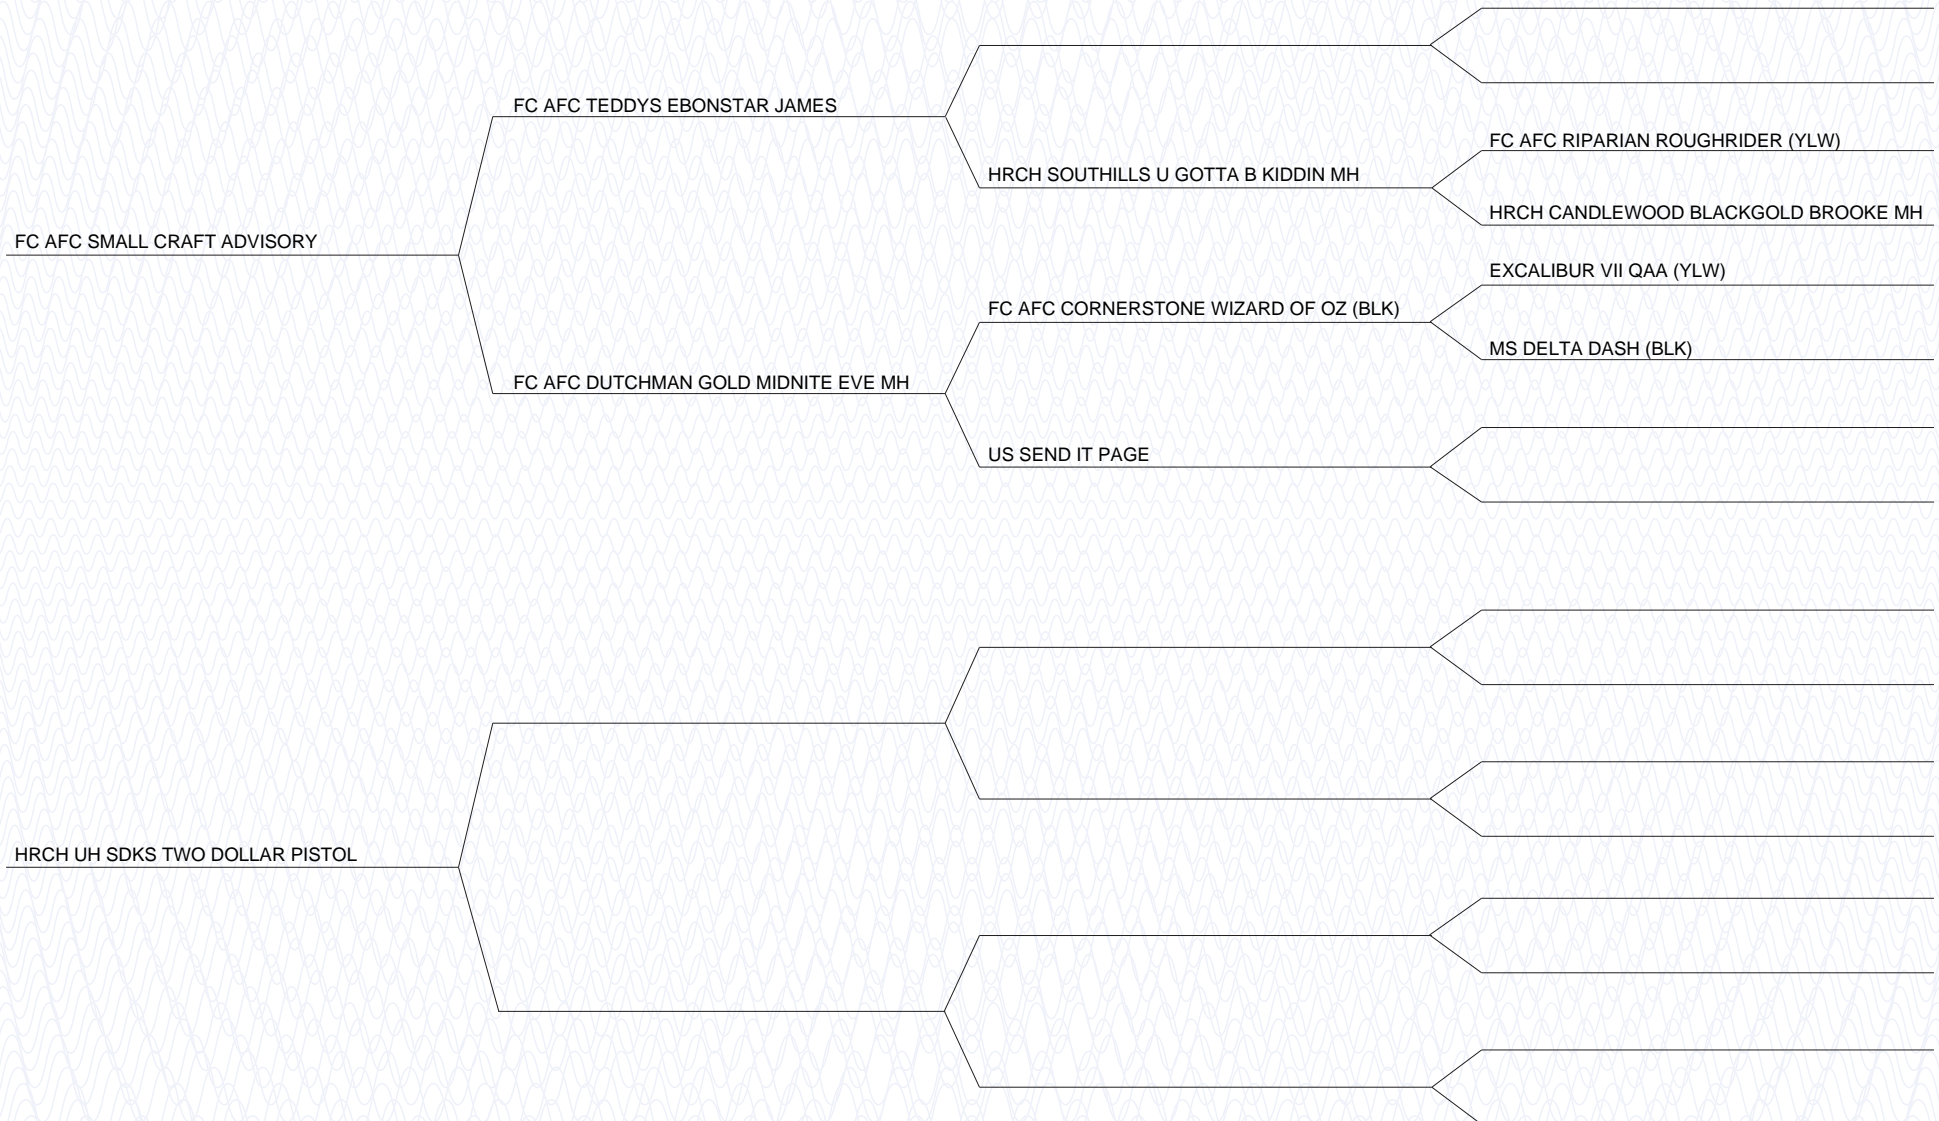 FC AFC TEDDYS EBONSTAR JAMES
FC AFC RIPARIAN ROUGHRIDER (YLW)
HRCH SOUTHILLS U GOTTA B KIDDIN MH
HRCH CANDLEWOOD BLACKGOLD BROOKE MH
FC AFC SMALL CRAFT ADVISORY
EXCALIBUR VII QAA (YLW)
FC AFC CORNERSTONE WIZARD OF OZ (BLK)
MS DELTA DASH (BLK)
FC AFC DUTCHMAN GOLD MIDNITE EVE MH
US SEND IT PAGE
HRCH UH SDKS TWO DOLLAR PISTOL